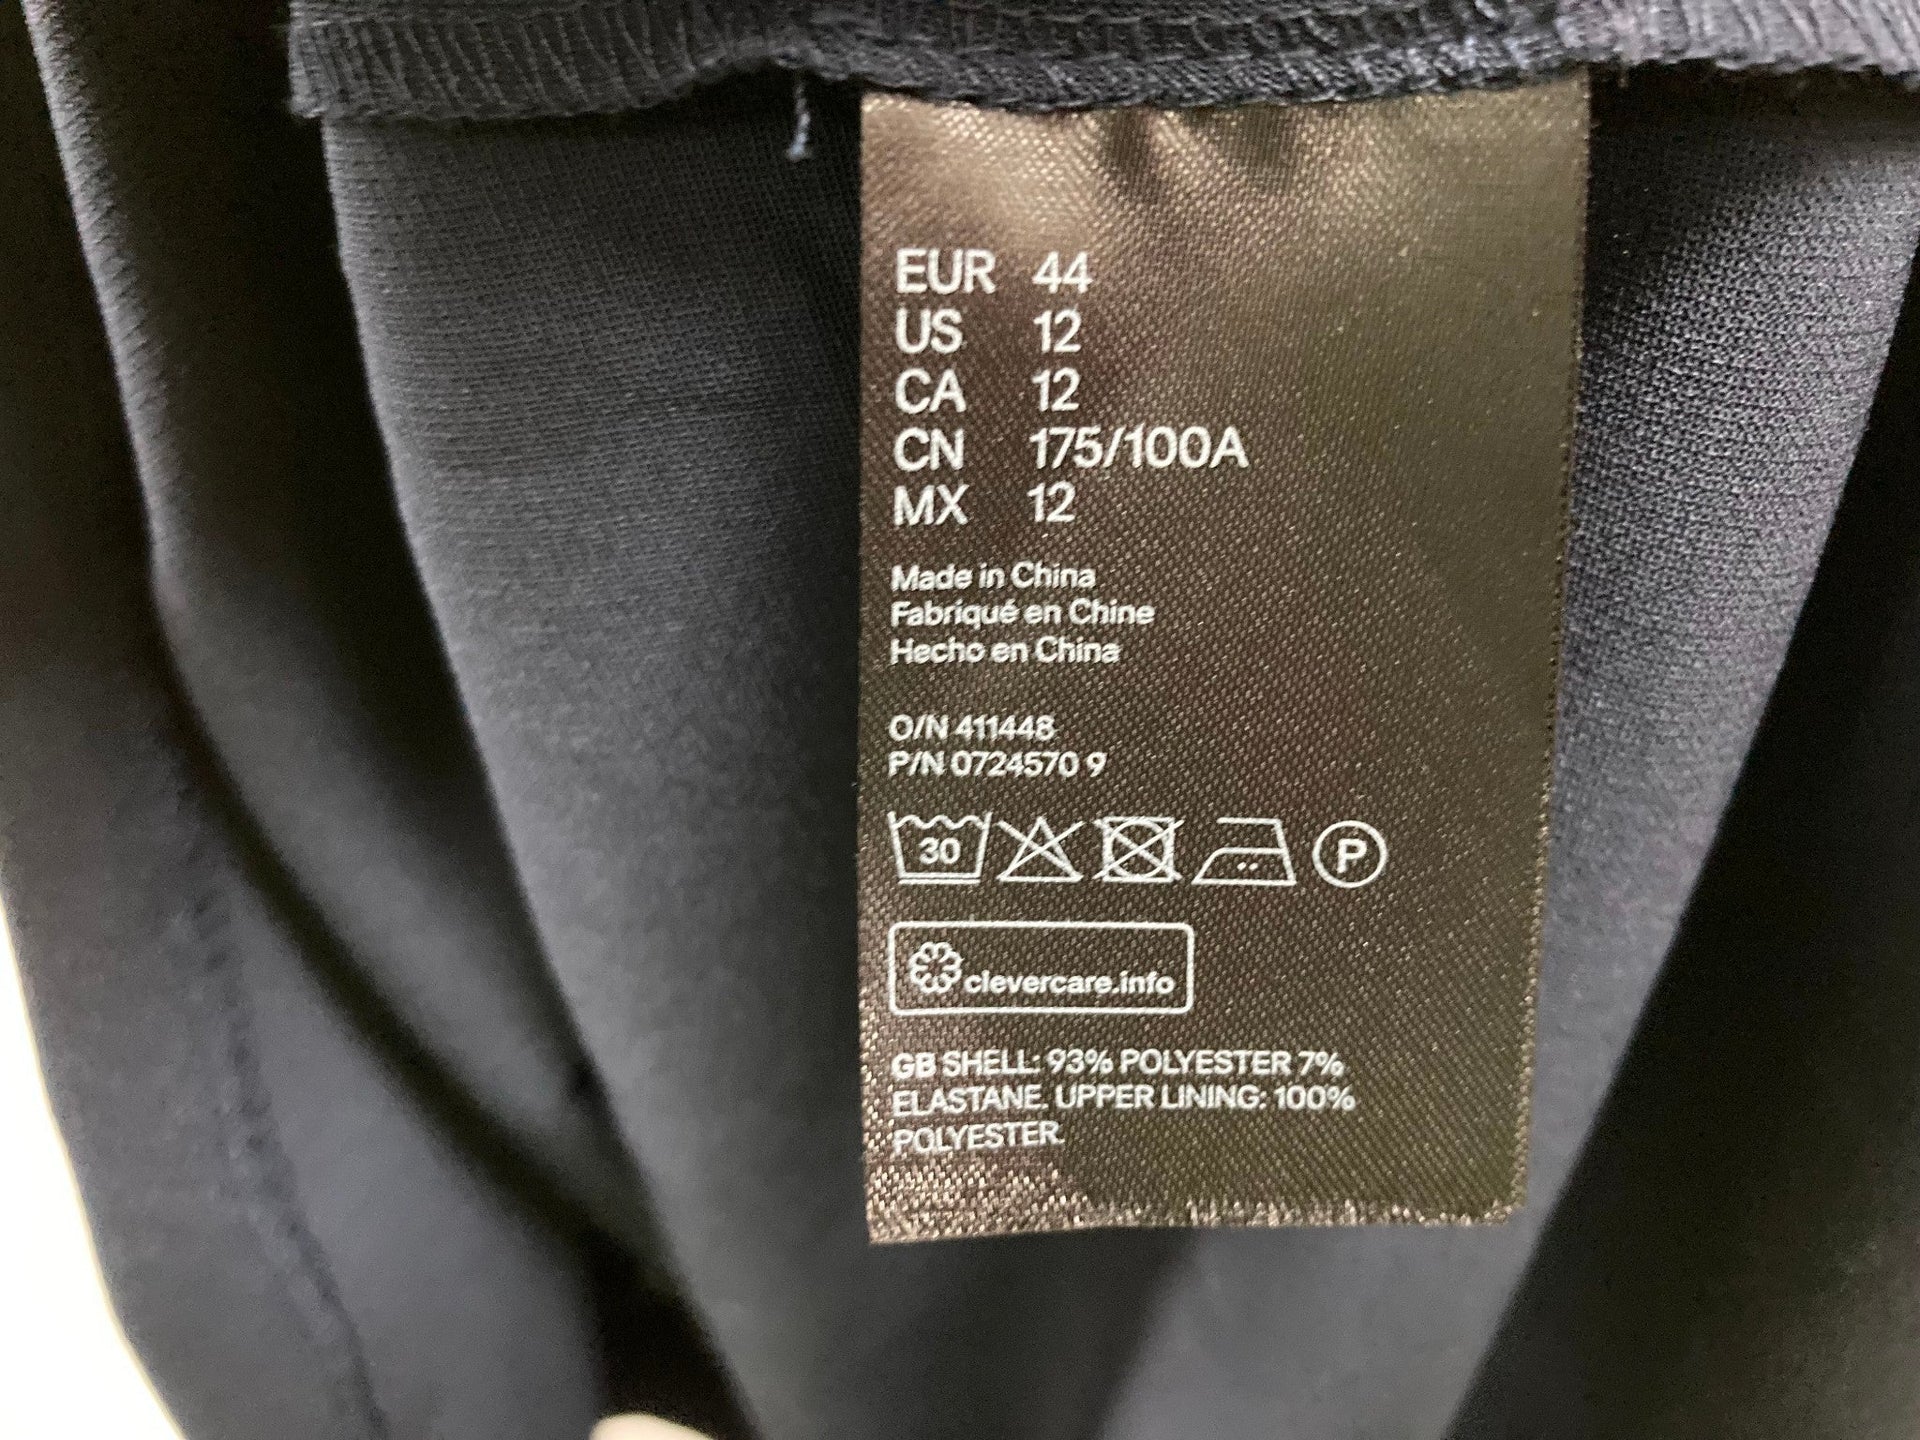 EUR 44
US 12
CA 12
CN 175/100A
MX 12
Made in China
Fabriqué en Chine
Hecho en China
O/N 411448
P/N 0724570 9
30 P
clevercare.info
GB SHELL: 93% POLYESTER 7%
ELASTANE. UPPER LINING: 100%
POLYESTER.